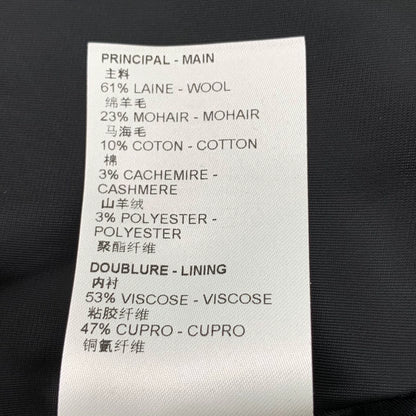 PRINCIPAL - MAIN
主料
61% LAINE - WOOL
绵羊毛
23% MOHAIR - MOHAIR
马海毛
10% COTON - COTTON
棉
3% CACHEMIRE -
CASHMERE
山羊绒
3% POLYESTER -
POLYESTER
聚酯纤维
DOUBLURE - LINING
内衬
53% VISCOSE - VISCOSE
粘胶纤维
47% CUPRO - CUPRO
铜氨纤维